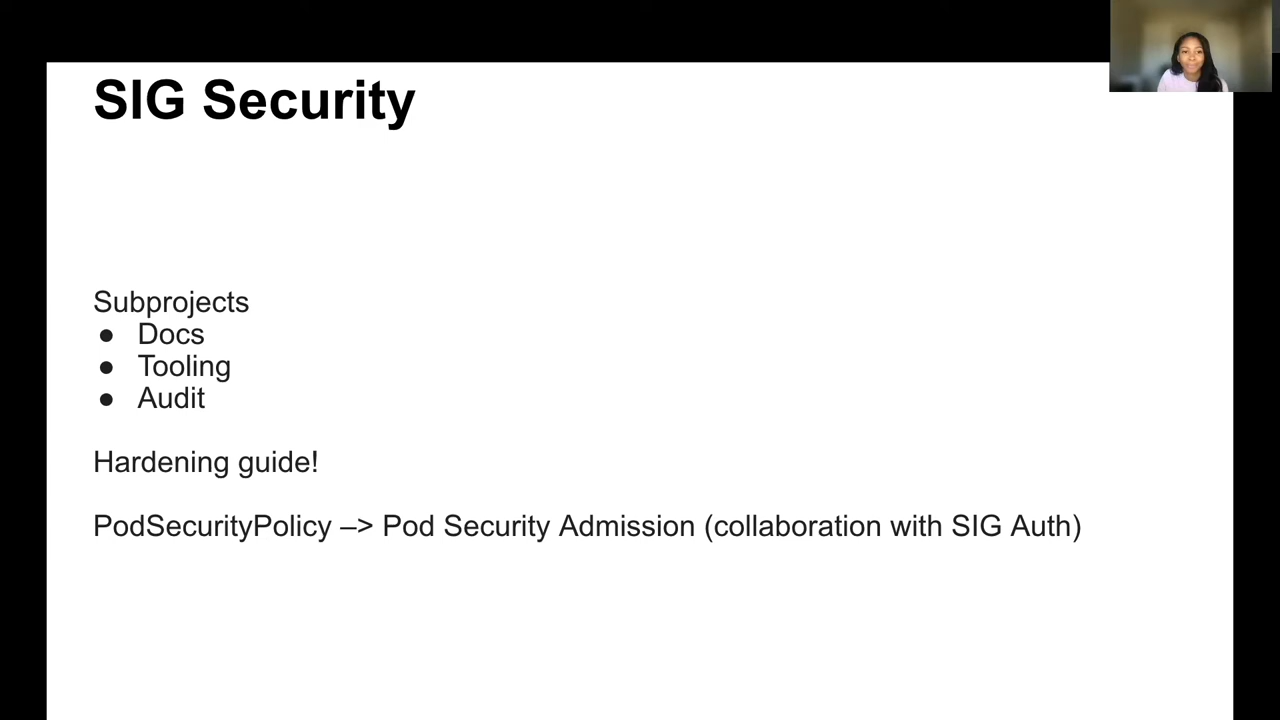 SIG Security
Subprojects
● Docs
● Tooling
● Audit
Hardening guide!
PodSecurityPolicy –> Pod Security Admission (collaboration with SIG Auth)